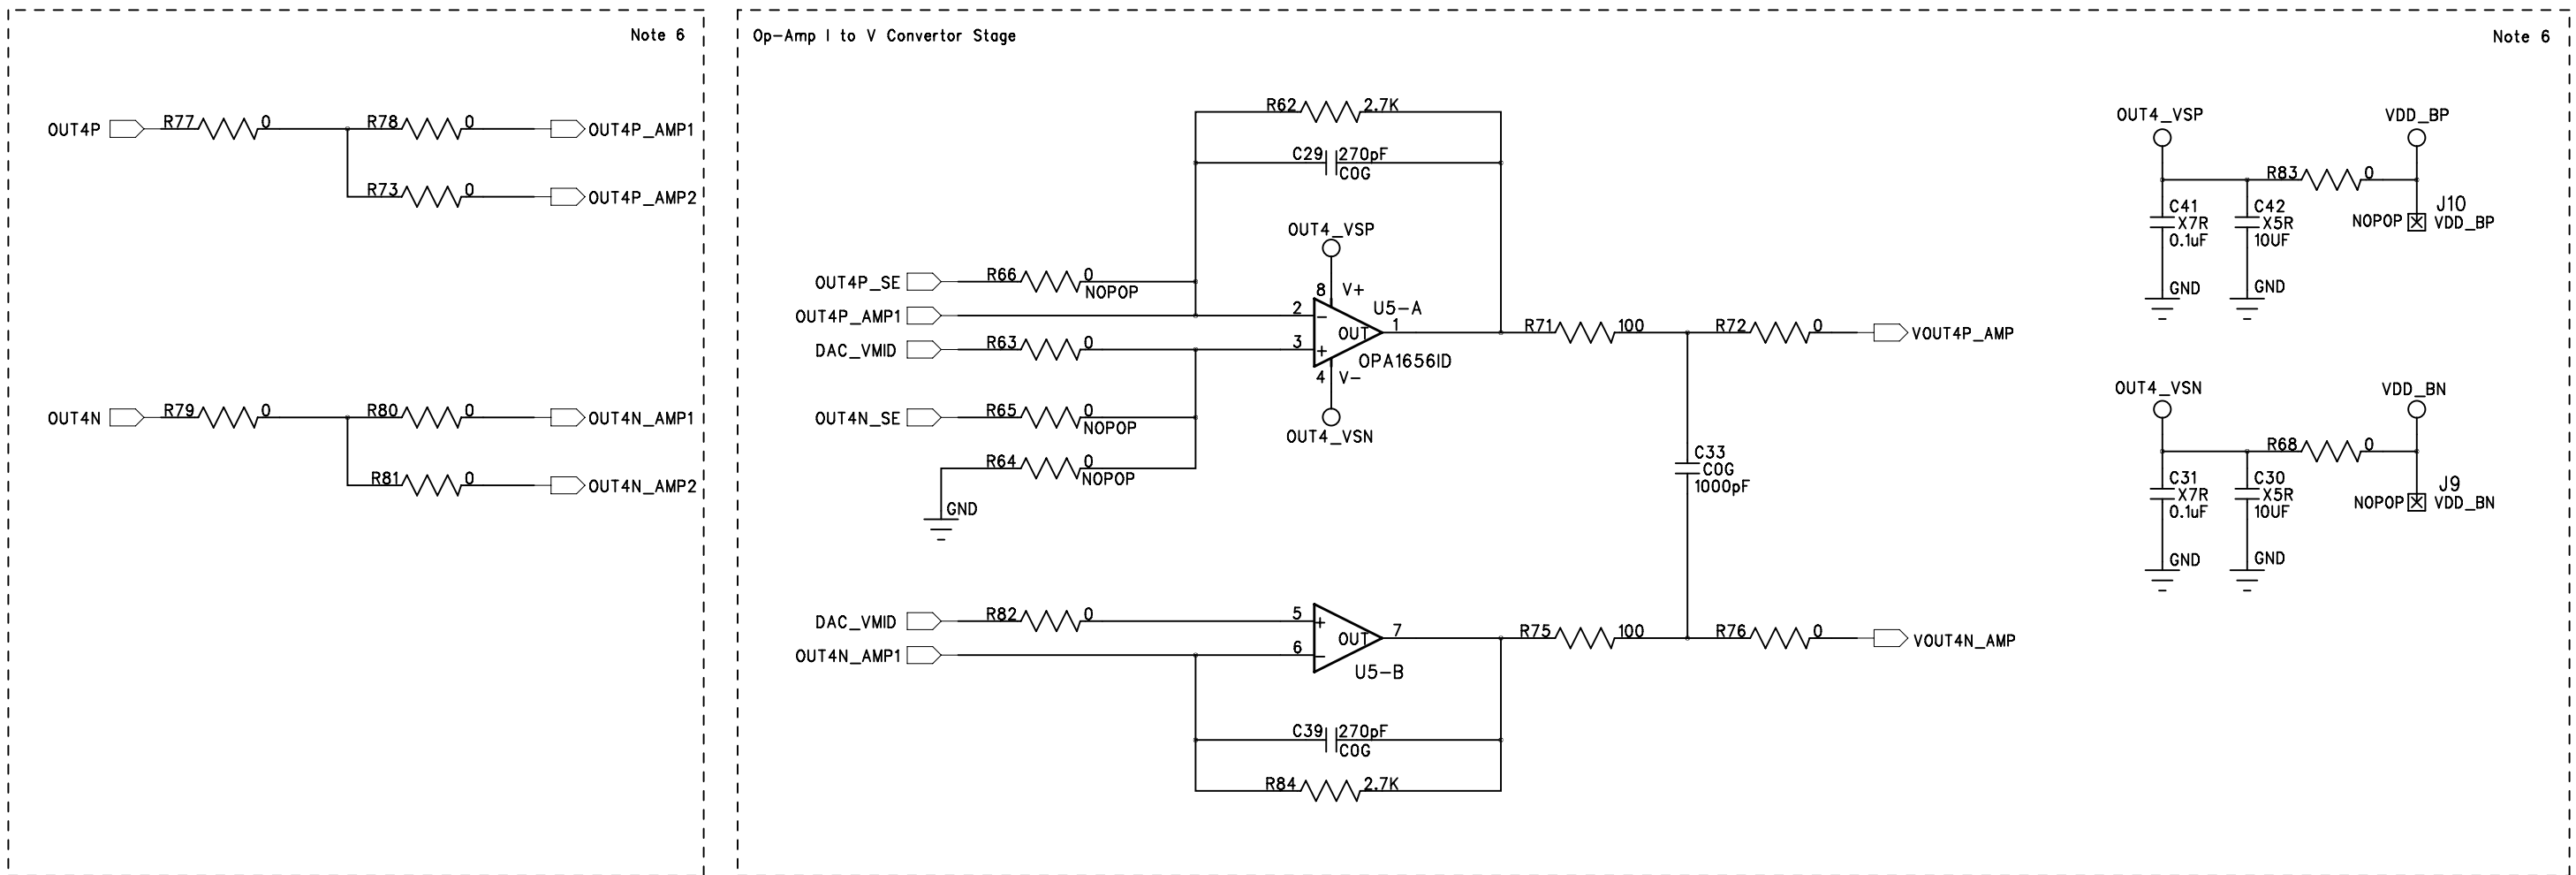 Note 6
OUT4P R77 0 R78 0 OUT4P_AMP1
R73 0 OUT4P_AMP2
OUT4N R79 0 R80 0 OUT4N_AMP1
R81 0 OUT4N_AMP2
Op-Amp I to V Convertor Stage
Note 6
R62 2.7K
C29 270pF
COG
OUT4_VSP
OUT4P_SE R66 0
NOPOP
8 V+
U5-A
OUT4P_AMP1 2 -
OUT 1
DAC_VMID R63 0 3 +
OPA1656ID
4 V-
OUT4_VSN
OUT4N_SE R65 0
NOPOP
R64 0
NOPOP
GND
R71 100 R72 0 VOUT4P_AMP
C33
COG
1000pF
DAC_VMID R82 0 5 +
OUT 7
OUT4N_AMP1 6 -
U5-B
R75 100 R76 0 VOUT4N_AMP
C39 270pF
COG
R84 2.7K
OUT4_VSP
VDD_BP
R83 0
C41
X7R
0.1uF
GND
C42
X5R
10UF
GND
J10
NOPOP VDD_BP
OUT4_VSN
VDD_BN
R68 0
C31
X7R
0.1uF
GND
C30
X5R
10UF
GND
J9
NOPOP VDD_BN